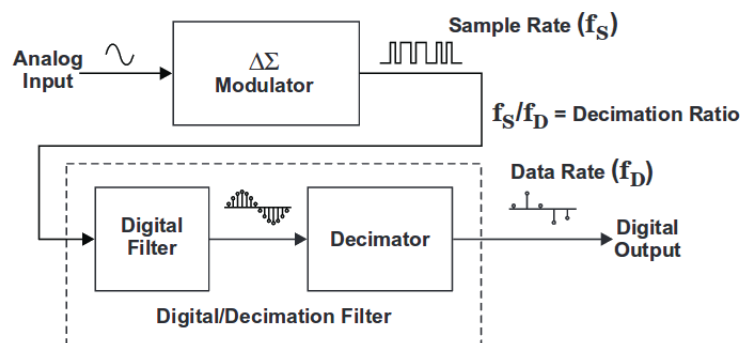 Sample Rate (fS)
Analog
Input
ΔΣ
Modulator
fS/fD = Decimation Ratio
Data Rate (fD)
Digital
Filter
Decimator
Digital
Output
Digital/Decimation Filter